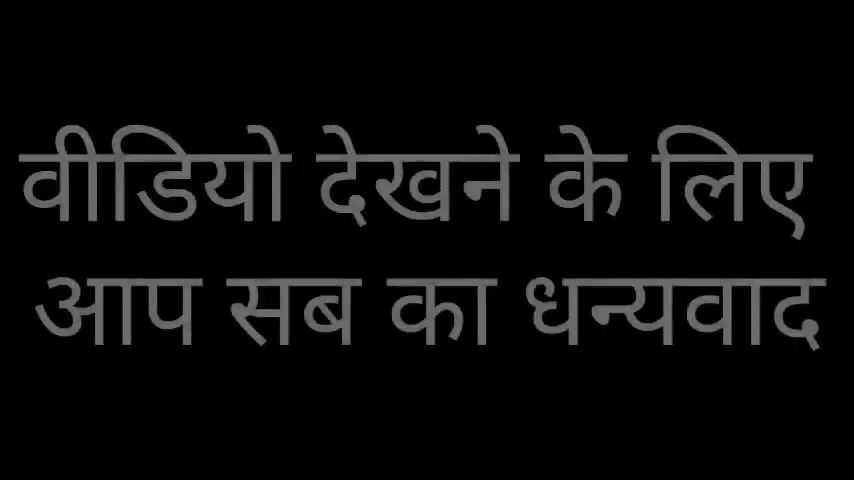 वीडियो देखने के लिए
आप सब का धन्यवाद